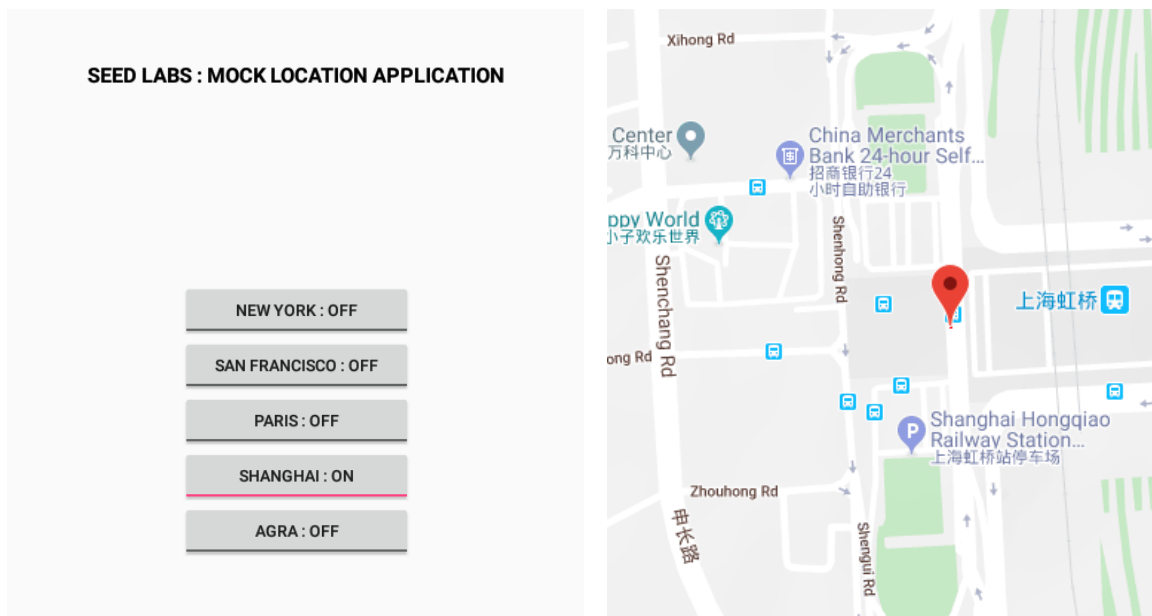 SEED LABS : MOCK LOCATION APPLICATION
NEW YORK : OFF
SAN FRANCISCO : OFF
PARIS : OFF
SHANGHAI : ON
AGRA : OFF
Xihong Rd
Center
万科中心
China Merchants
Bank 24-hour Self...
招商银行24
小时自助银行
ppy World
小子欢乐世界
Shenhong Rd
Shenchang Rd
上海虹桥
ong Rd
P
Shanghai Hongqiao
Railway Station...
上海虹桥站停车场
Zhouhong Rd
申长路
Shengui Rd